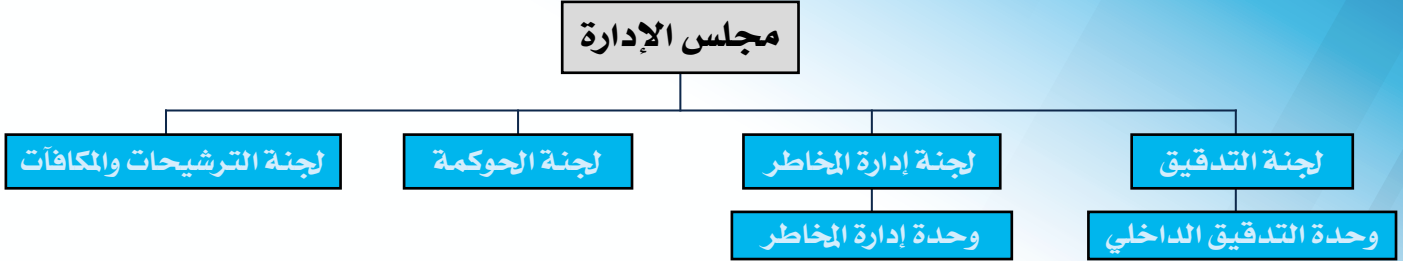 مجلس الإدارة
لجنة التدقيق
لجنة إدارة المخاطر
لجنة الحوكمة
لجنة الترشيحات والمكافآت
وحدة التدقيق الداخلي
وحدة إدارة المخاطر